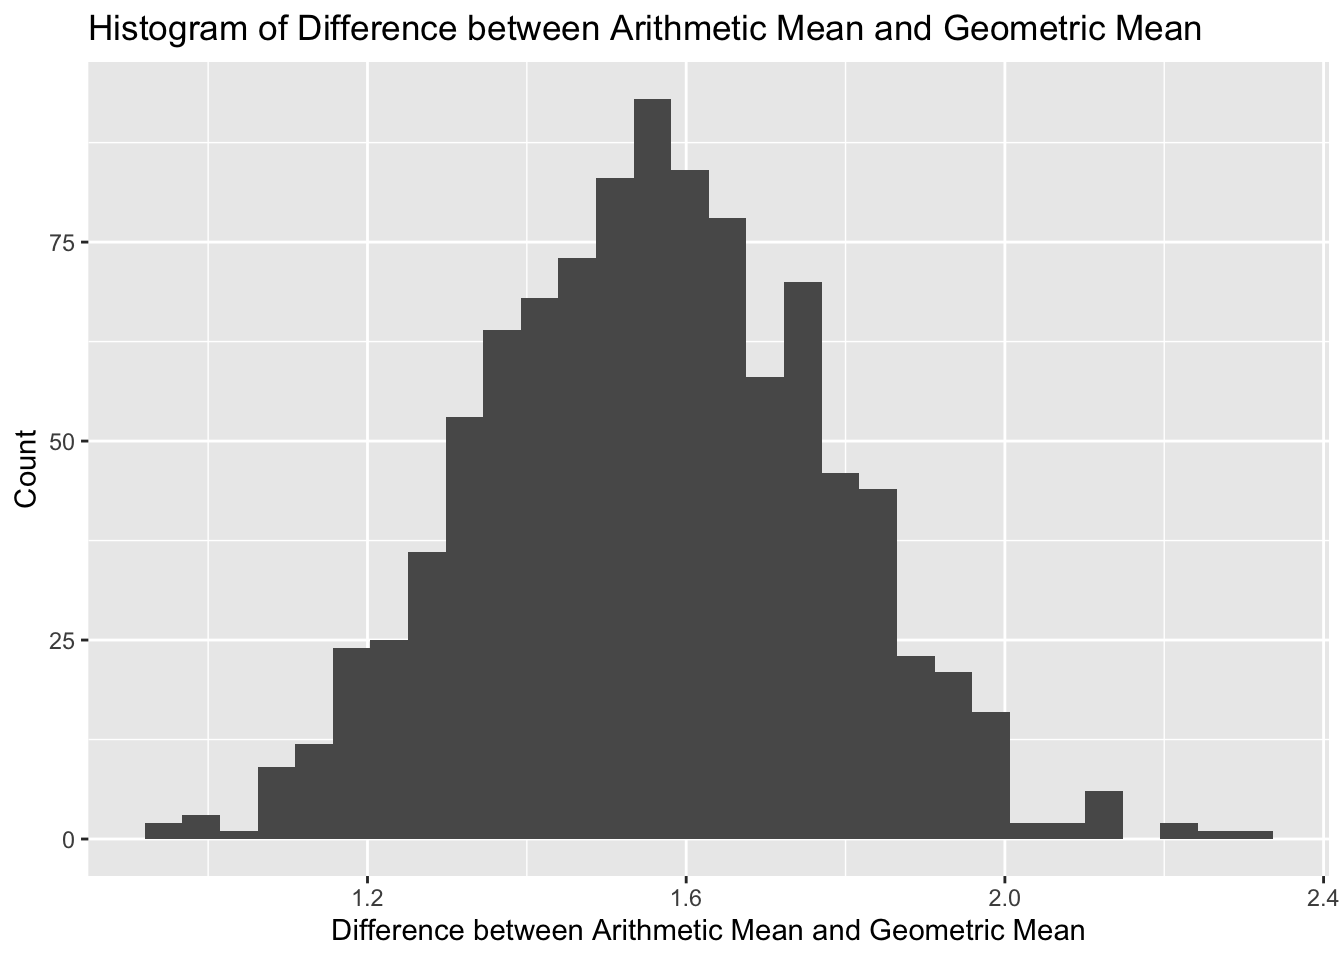 Histogram of Difference between Arithmetic Mean and Geometric Mean
Count
75
50
25
0
1.2 1.6 2.0 2.4
Difference between Arithmetic Mean and Geometric Mean